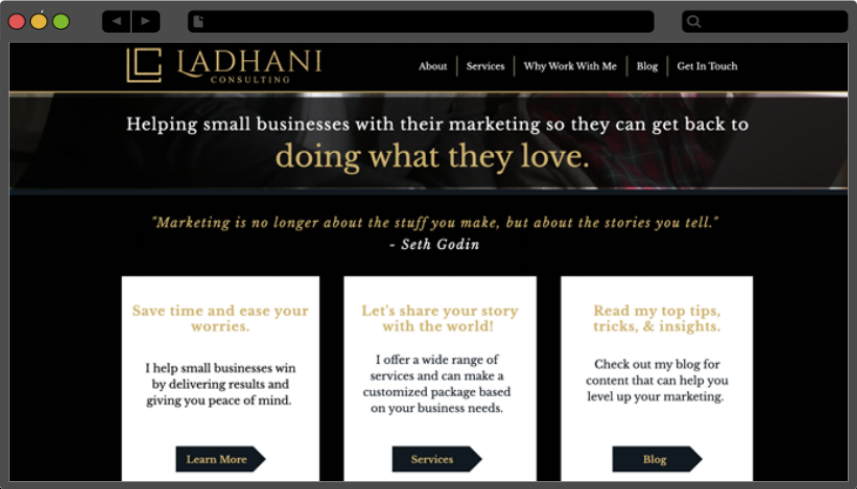 LADHANI
CONSULTING
About
Services
Why Work With Me
Blog
Get In Touch
Helping small businesses with their marketing so they can get back to
doing what they love.
"Marketing is no longer about the stuff you make, but about the stories you tell."
- Seth Godin
Save time and ease your
worries.
I help small businesses win
by delivering results and
giving you peace of mind.
Learn More
Let's share your story
with the world!
I offer a wide range of
services and can make a
customized package based
on your business needs.
Services
Read my top tips,
tricks, & insights.
Check out my blog for
content that can help you
level up your marketing.
Blog